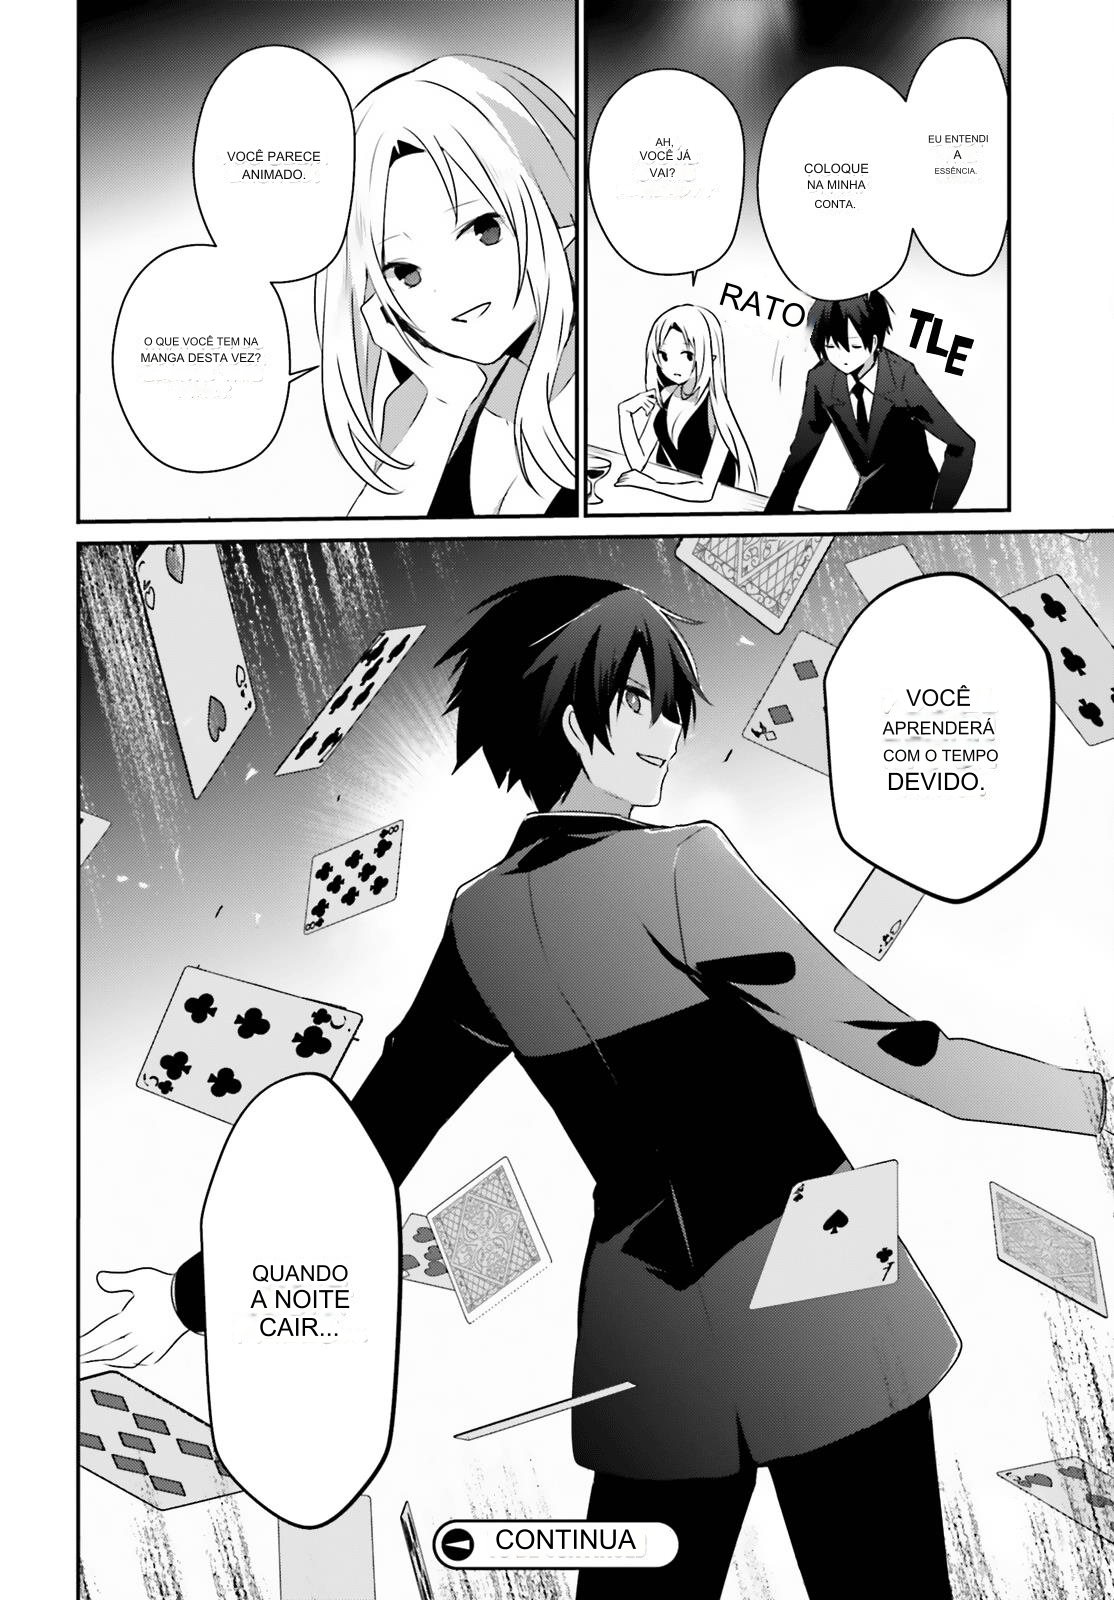 EU ENTENDI
A
ESSÊNCIA.
COLOQUE
NA MINHA
CONTA.
AH,
VOCÊ JÁ
VAI?
RATO
TLE
VOCÊ PARECE
ANIMADO.
O QUE VOCÊ TEM NA
MANGA DESTA VEZ?
VOCÊ
APRENDERÁ
COM O TEMPO
DEVIDO.
QUANDO
A NOITE
CAIR...
CONTINUA